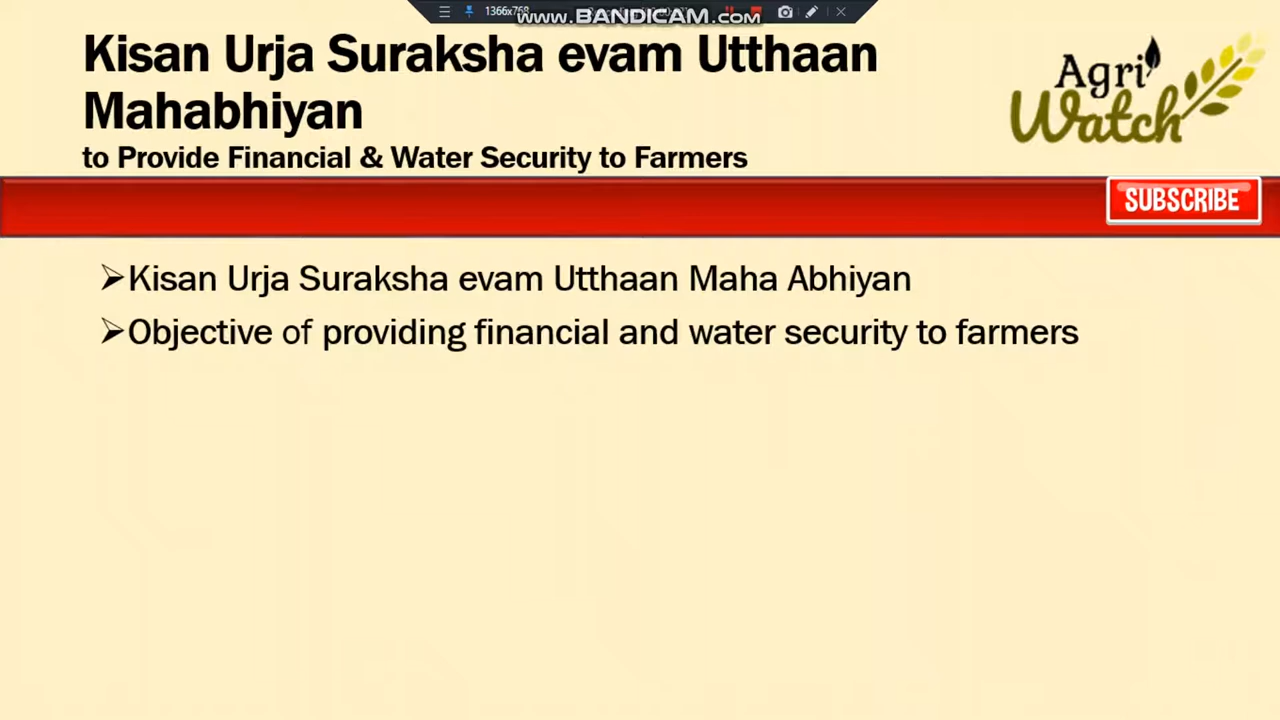 1366x768
www.BANDICAM.com
Kisan Urja Suraksha evam Utthaan
Mahabhiyan
to Provide Financial & Water Security to Farmers
Agri
Watch
SUBSCRIBE
➢Kisan Urja Suraksha evam Utthaan Maha Abhiyan
➢Objective of providing financial and water security to farmers